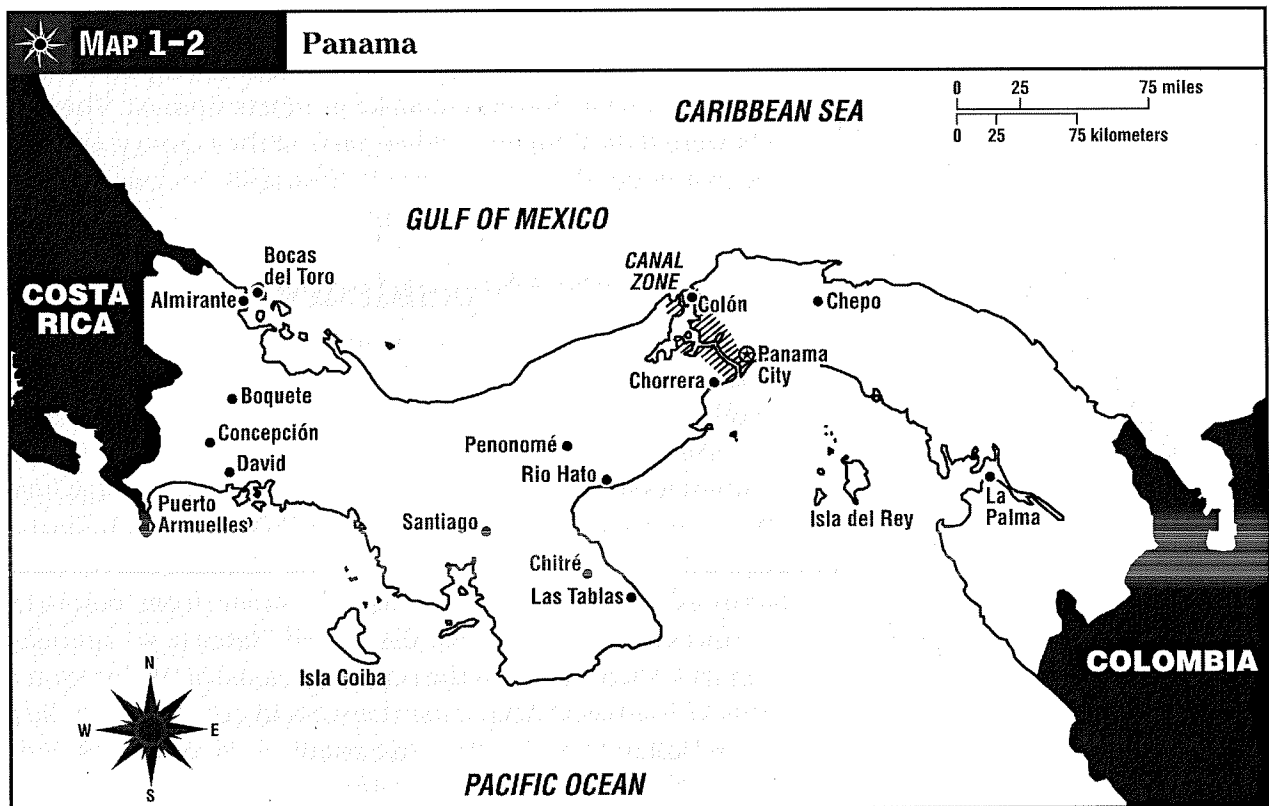 MAP 1-2
Panama
0 25 75 miles
0 25 75 kilometers
CARIBBEAN SEA
GULF OF MEXICO
Bocas
del Toro
CANAL
ZONE
COSTA
RICA
Almirante
Colón
Chepo
Panama
City
Chorrera
Boquete
Concepción
Penonomé
David
Rio Hato
Puerto
Armuelles
Santiago
Isla del Rey
La
Palma
Chitré
Las Tablas
Isla Coiba
COLOMBIA
N
W E
S
PACIFIC OCEAN